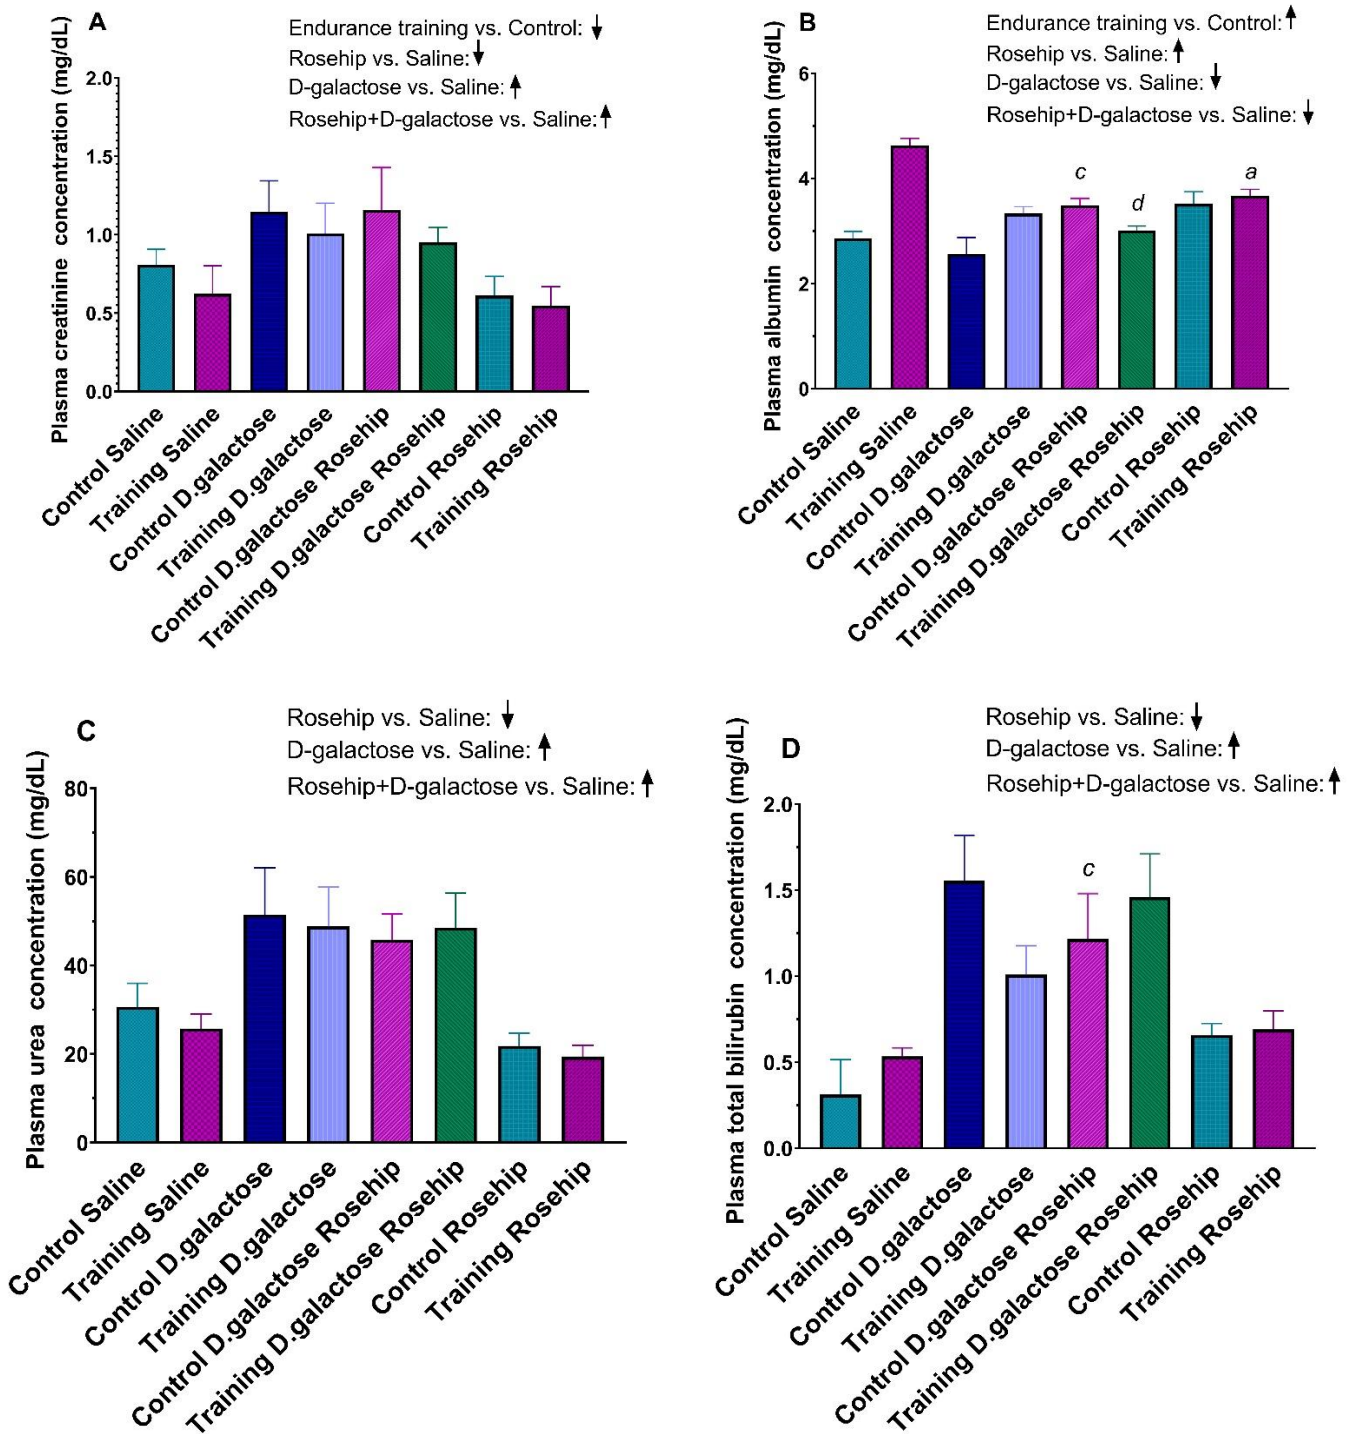 A
Endurance training vs. Control: ↓
Rosehip vs. Saline: ↓
D-galactose vs. Saline: ↑
Rosehip+D-galactose vs. Saline: ↑
Plasma creatinine concentration (mg/dL)
2.0
1.5
1.0
0.5
0.0
Control Saline
Training Saline
Control D.galactose
Training D.galactose
Control D.galactose Rosehip
Training D.galactose Rosehip
Control Rosehip
Training Rosehip
B
Endurance training vs. Control: ↑
Rosehip vs. Saline: ↑
D-galactose vs. Saline: ↓
Rosehip+D-galactose vs. Saline: ↓
Plasma albumin concentration (mg/dL)
6
4
2
0
c
d
a
Control Saline
Training Saline
Control D.galactose
Training D.galactose
Control D.galactose Rosehip
Training D.galactose Rosehip
Control Rosehip
Training Rosehip
C
Rosehip vs. Saline: ↓
D-galactose vs. Saline: ↑
Rosehip+D-galactose vs. Saline: ↑
Plasma urea concentration (mg/dL)
80
60
40
20
0
Control Saline
Training Saline
Control D.galactose
Training D.galactose
Control D.galactose Rosehip
Training D.galactose Rosehip
Control Rosehip
Training Rosehip
D
Rosehip vs. Saline: ↓
D-galactose vs. Saline: ↑
Rosehip+D-galactose vs. Saline: ↑
Plasma total bilirubin concentration (mg/dL)
2.0
1.5
1.0
0.5
0.0
c
Control Saline
Training Saline
Control D.galactose
Training D.galactose
Control D.galactose Rosehip
Training D.galactose Rosehip
Control Rosehip
Training Rosehip